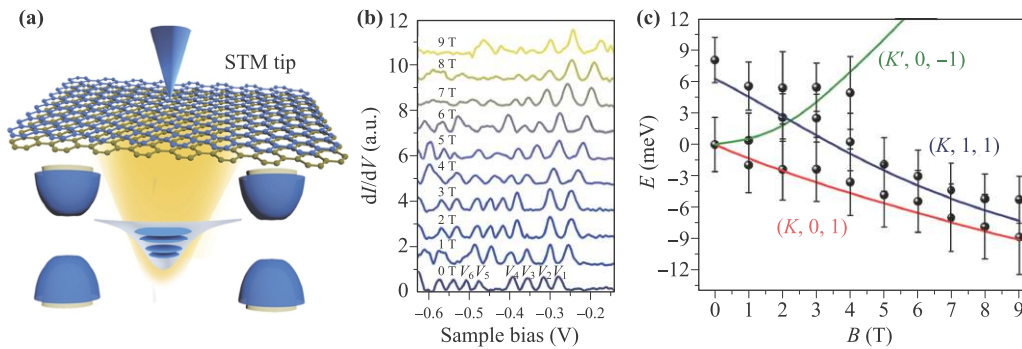 (a)
STM tip
(b)
12
10
8
6
4
2
0
dI/dV (a.u.)
9 T
8 T
7 T
6 T
5 T
4 T
3 T
2 T
1 T
0 T V₆ V₅ V₄ V₃ V₂ V₁
−0.6 −0.5 −0.4 −0.3 −0.2
Sample bias (V)
(c)
12
9
6
3
0
−3
−6
−9
−12
E (meV)
(K′, 0, −1)
(K, 1, 1)
(K, 0, 1)
0 1 2 3 4 5 6 7 8 9
B (T)